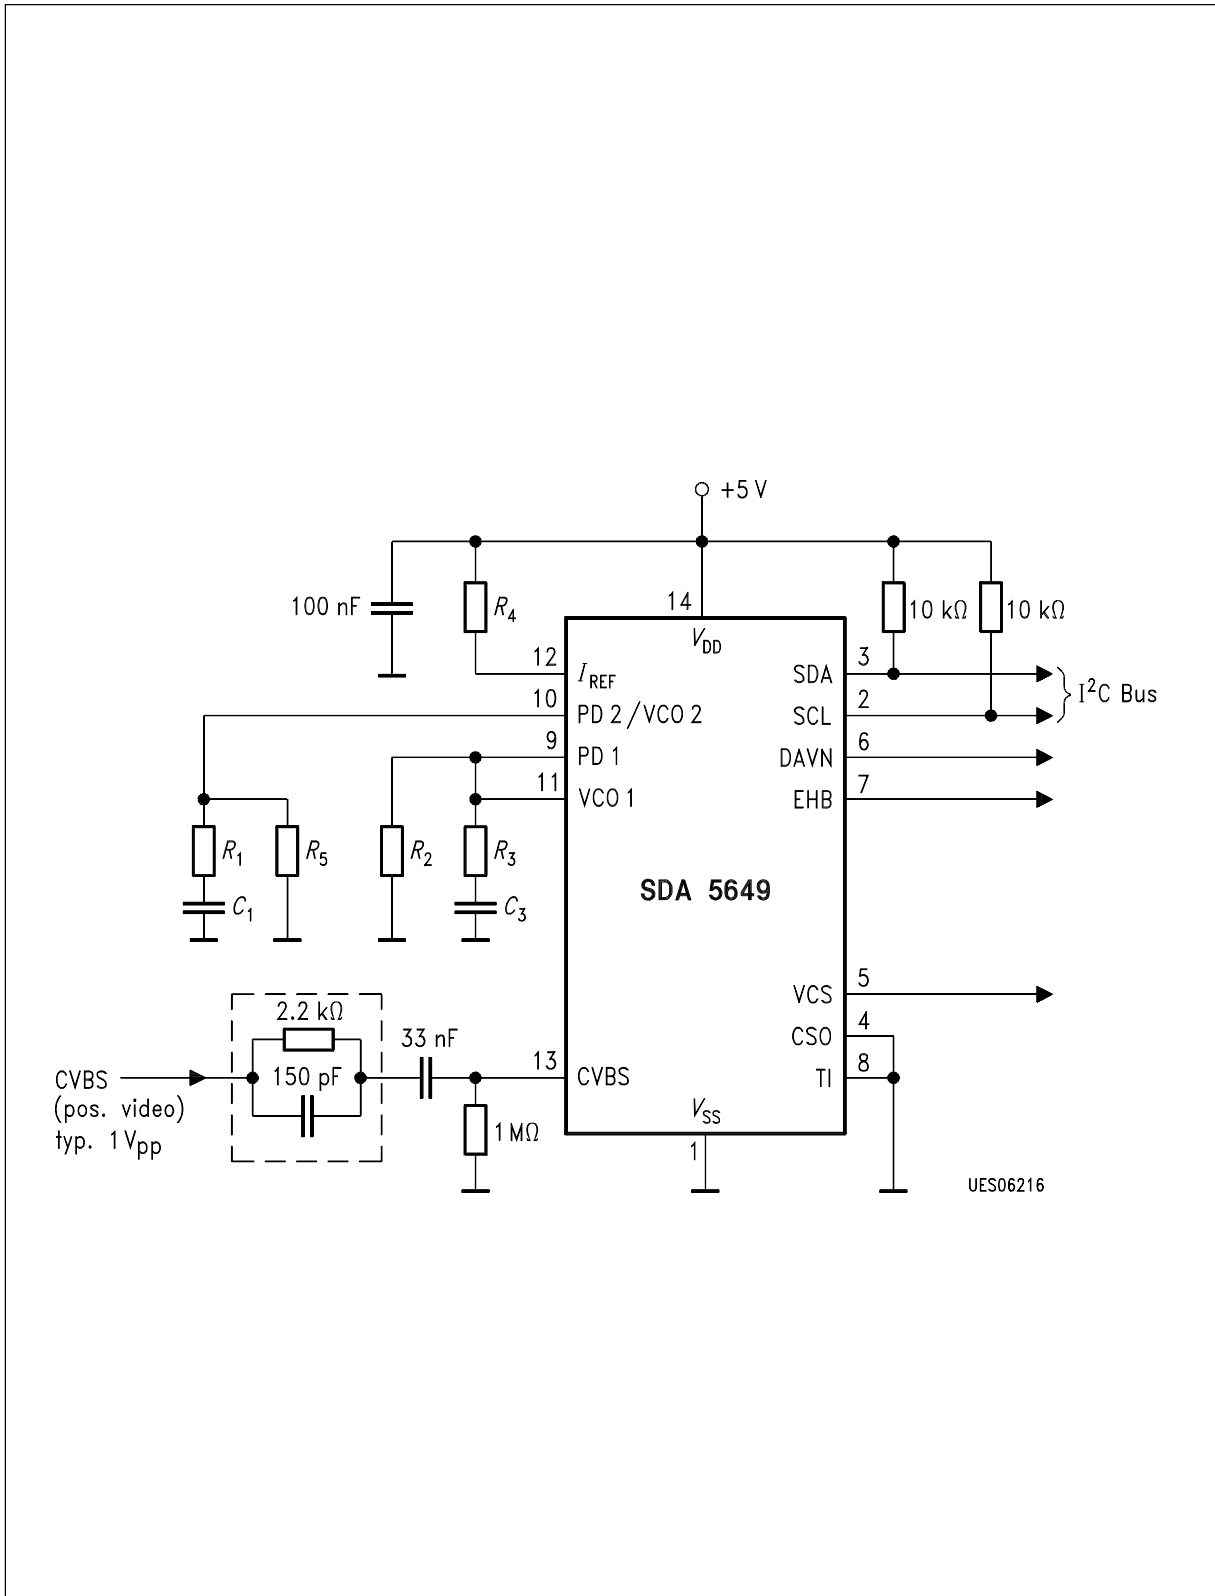 +5 V
100 nF
R4
14
VDD
10 kΩ
10 kΩ
12
IREF
3
SDA
10
PD 2/VCO 2
2
SCL
I²C Bus
9
PD 1
6
DAVN
11
VCO 1
7
EHB
R1
R5
R2
R3
C1
C3
SDA 5649
5
VCS
2.2 kΩ
4
CSO
33 nF
150 pF
13
CVBS
8
TI
CVBS
(pos. video)
typ. 1 Vpp
1 MΩ
VSS
1
UES06216